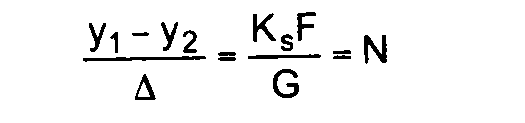 y₁ – y₂ / Δ = KₛF / G = N